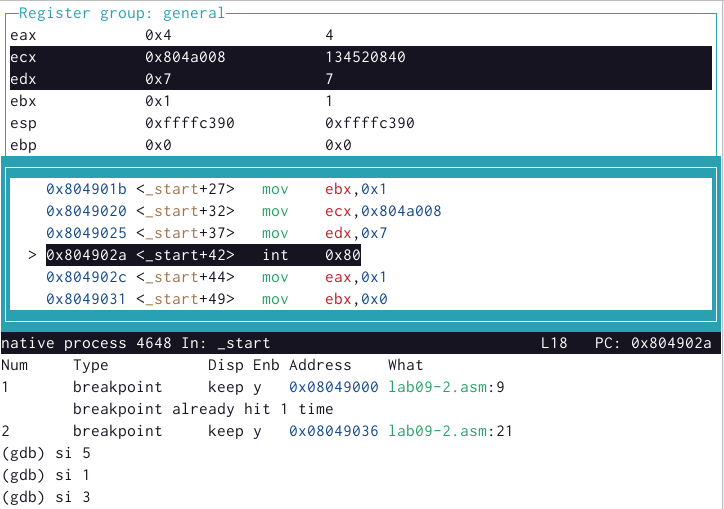 Register group: general
eax 0x4 4
ecx 0x804a008 134520840
edx 0x7 7
ebx 0x1 1
esp 0xffffc390 0xffffc390
ebp 0x0 0x0
0x804901b <_start+27> mov ebx,0x1
0x8049020 <_start+32> mov ecx,0x804a008
0x8049025 <_start+37> mov edx,0x7
> 0x804902a <_start+42> int 0x80
0x804902c <_start+44> mov eax,0x1
0x8049031 <_start+49> mov ebx,0x0
native process 4648 In: _start L18 PC: 0x804902a
Num Type Disp Enb Address What
1 breakpoint keep y 0x08049000 lab09-2.asm:9
breakpoint already hit 1 time
2 breakpoint keep y 0x08049036 lab09-2.asm:21
(gdb) si 5
(gdb) si 1
(gdb) si 3